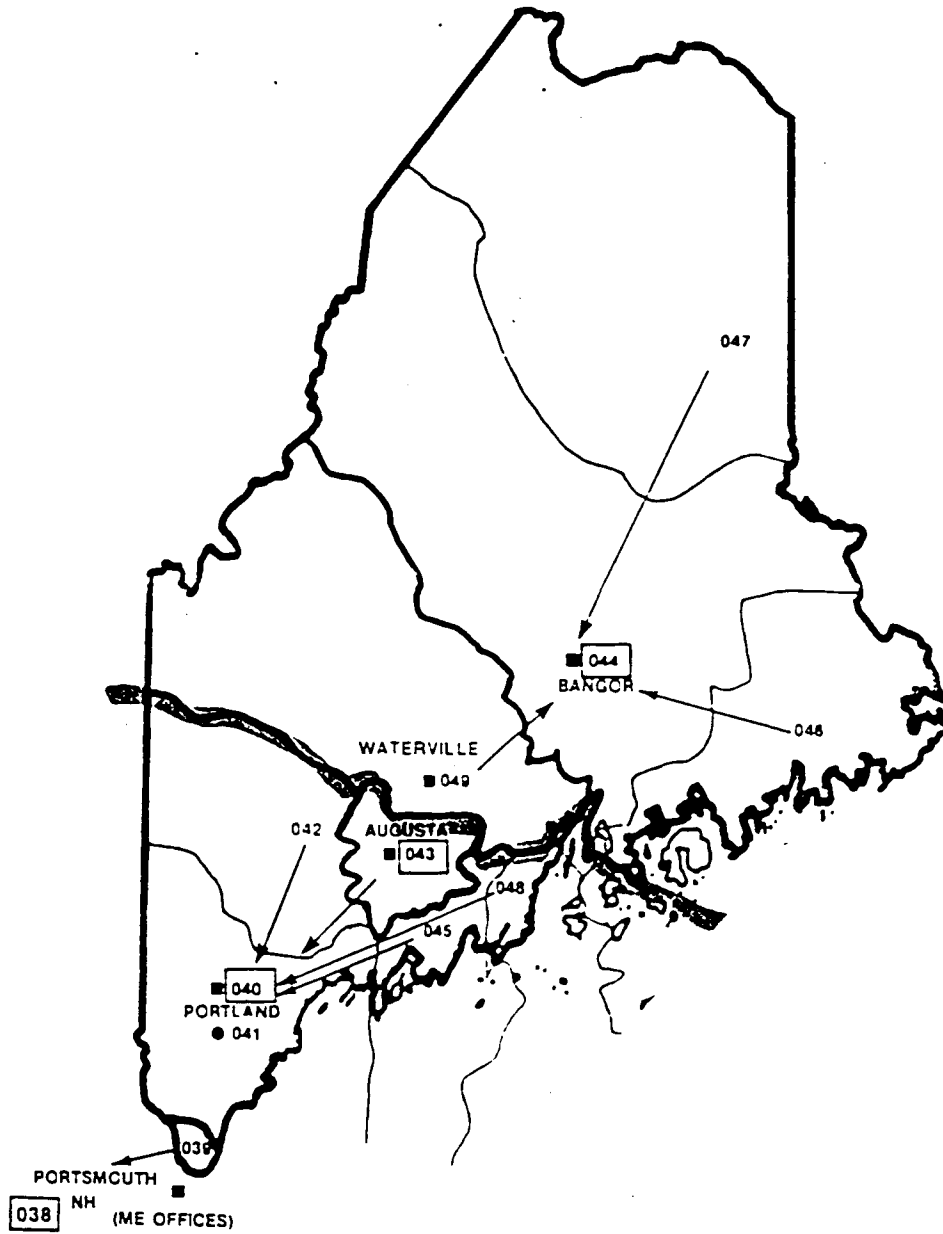 047
044
BANGOR
046
WATERVILLE
049
042
AUGUSTA
043
048
045
040
PORTLAND
041
039
PORTSMOUTH
NH
038
(ME OFFICES)